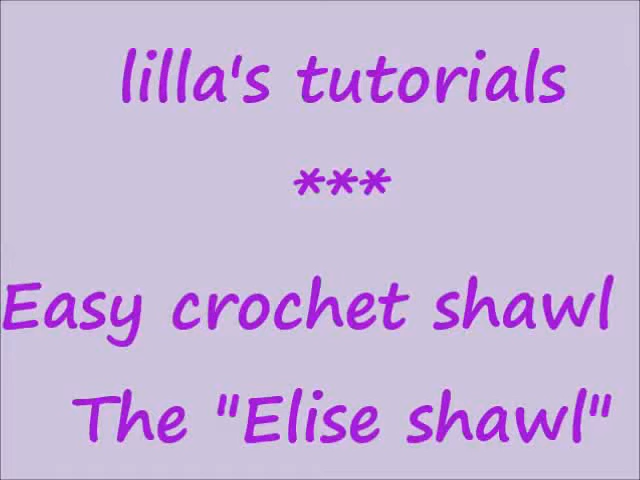 lilla's tutorials
***
Easy crochet shawl
The "Elise shawl"